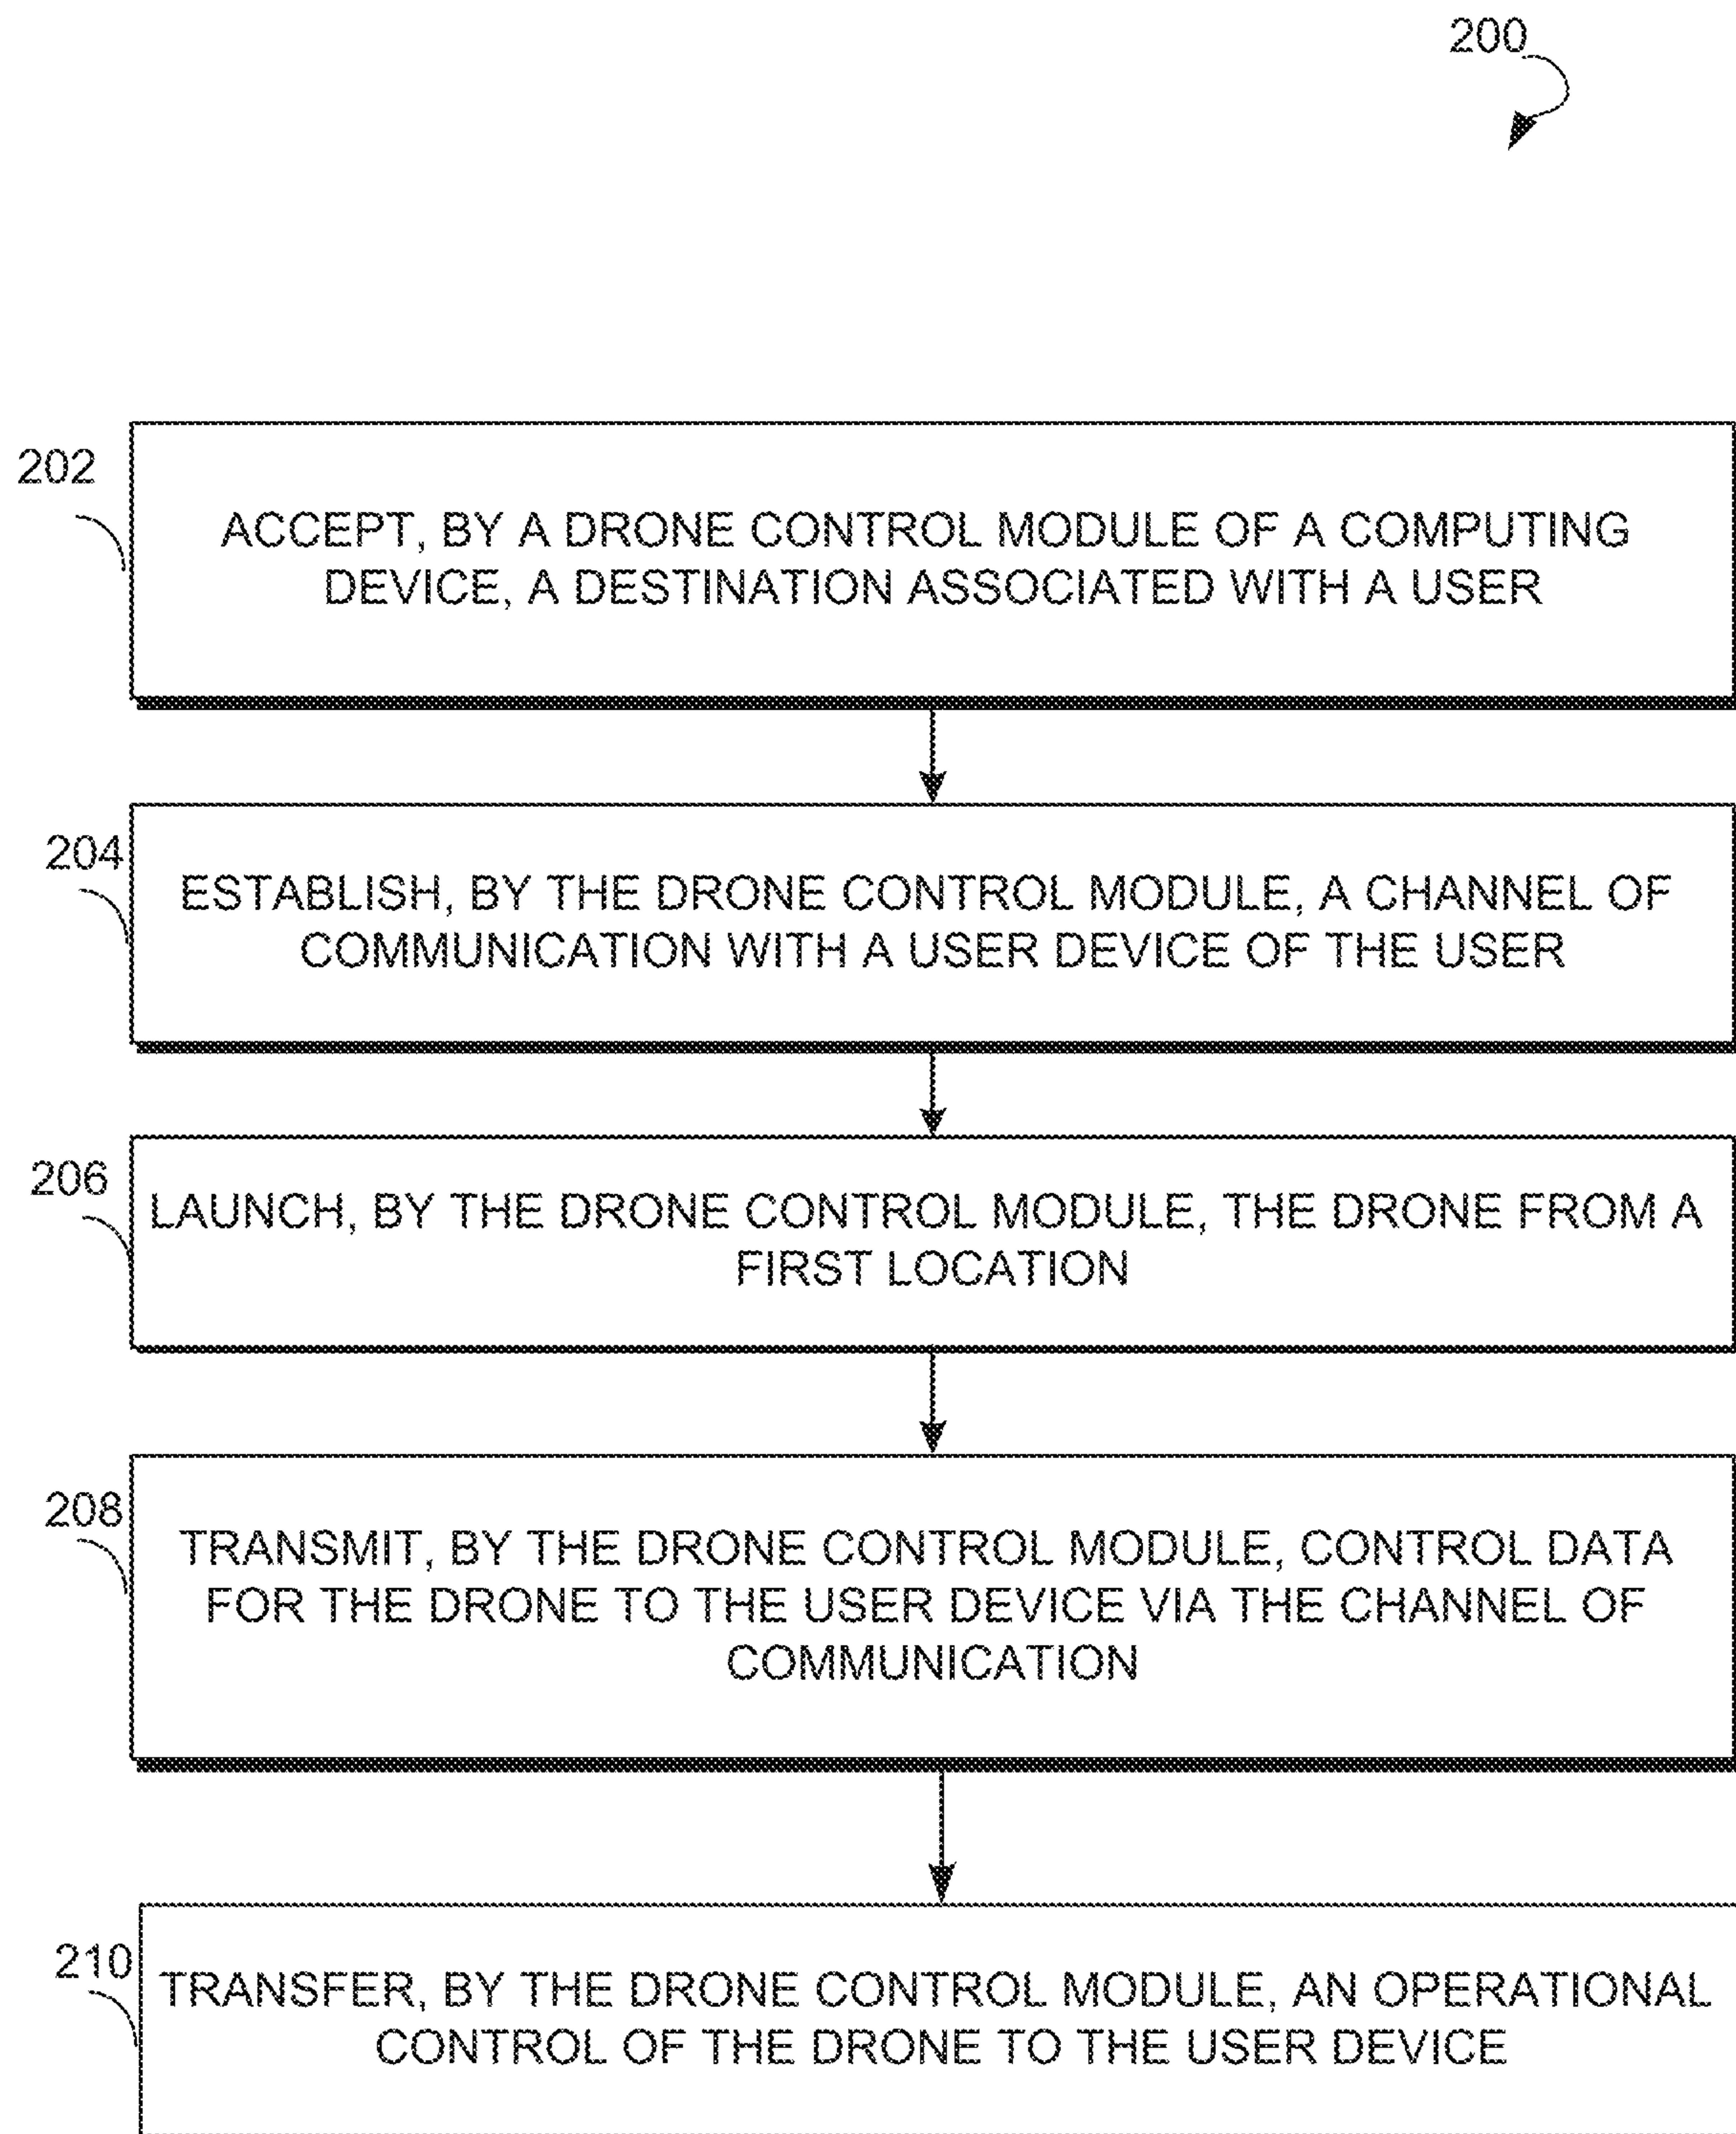 200
202
ACCEPT, BY A DRONE CONTROL MODULE OF A COMPUTING
DEVICE, A DESTINATION ASSOCIATED WITH A USER
204
ESTABLISH, BY THE DRONE CONTROL MODULE, A CHANNEL OF
COMMUNICATION WITH A USER DEVICE OF THE USER
206
LAUNCH, BY THE DRONE CONTROL MODULE, THE DRONE FROM A
FIRST LOCATION
208
TRANSMIT, BY THE DRONE CONTROL MODULE, CONTROL DATA
FOR THE DRONE TO THE USER DEVICE VIA THE CHANNEL OF
COMMUNICATION
210
TRANSFER, BY THE DRONE CONTROL MODULE, AN OPERATIONAL
CONTROL OF THE DRONE TO THE USER DEVICE